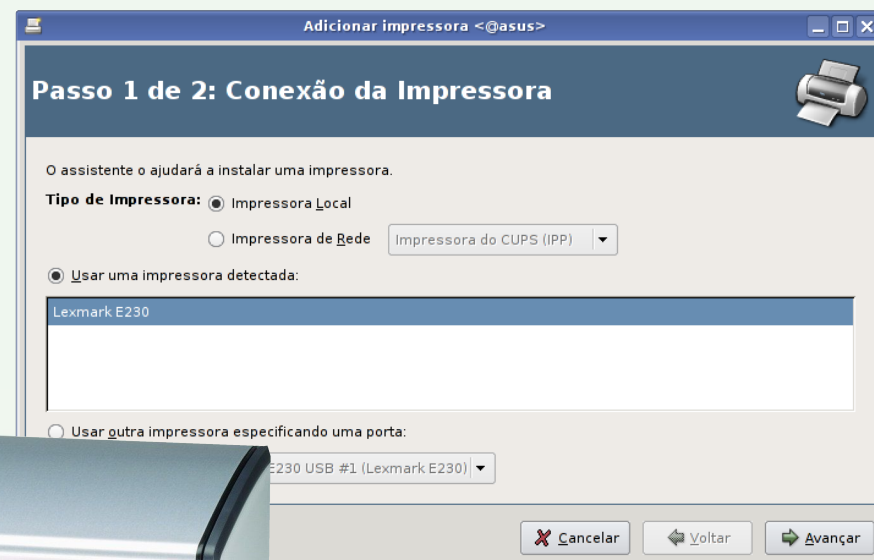 Adicionar impressora <@asus>
Passo 1 de 2: Conexão da Impressora
O assistente o ajudará a instalar uma impressora.
Tipo de Impressora: Impressora Local
Impressora de Rede Impressora do CUPS (IPP)
Usar uma impressora detectada:
Lexmark E230
Usar outra impressora especificando uma porta:
E230 USB #1 (Lexmark E230)
Cancelar Voltar Avançar